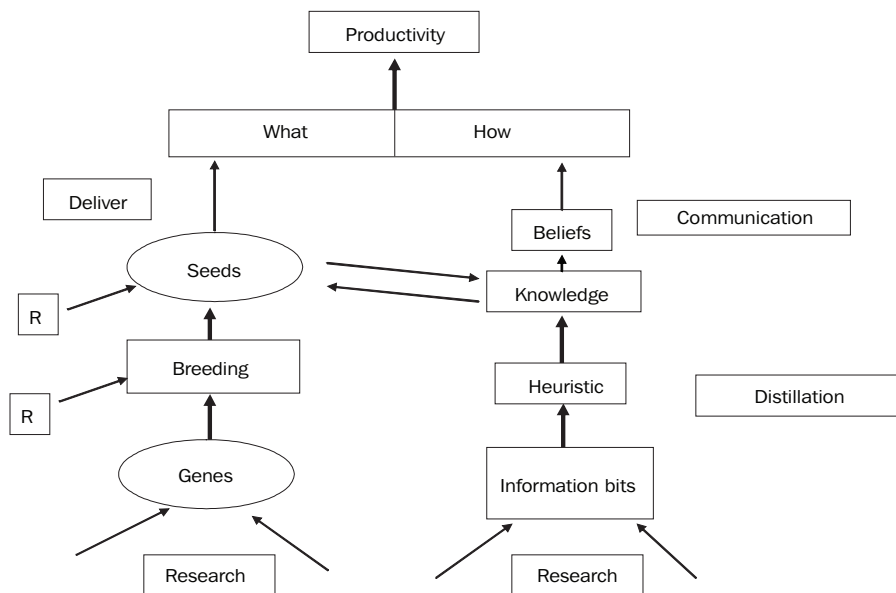 Productivity
What
How
Deliver
Communication
Beliefs
Seeds
Knowledge
R
Breeding
Heuristic
Distillation
R
Genes
Information bits
Research
Research